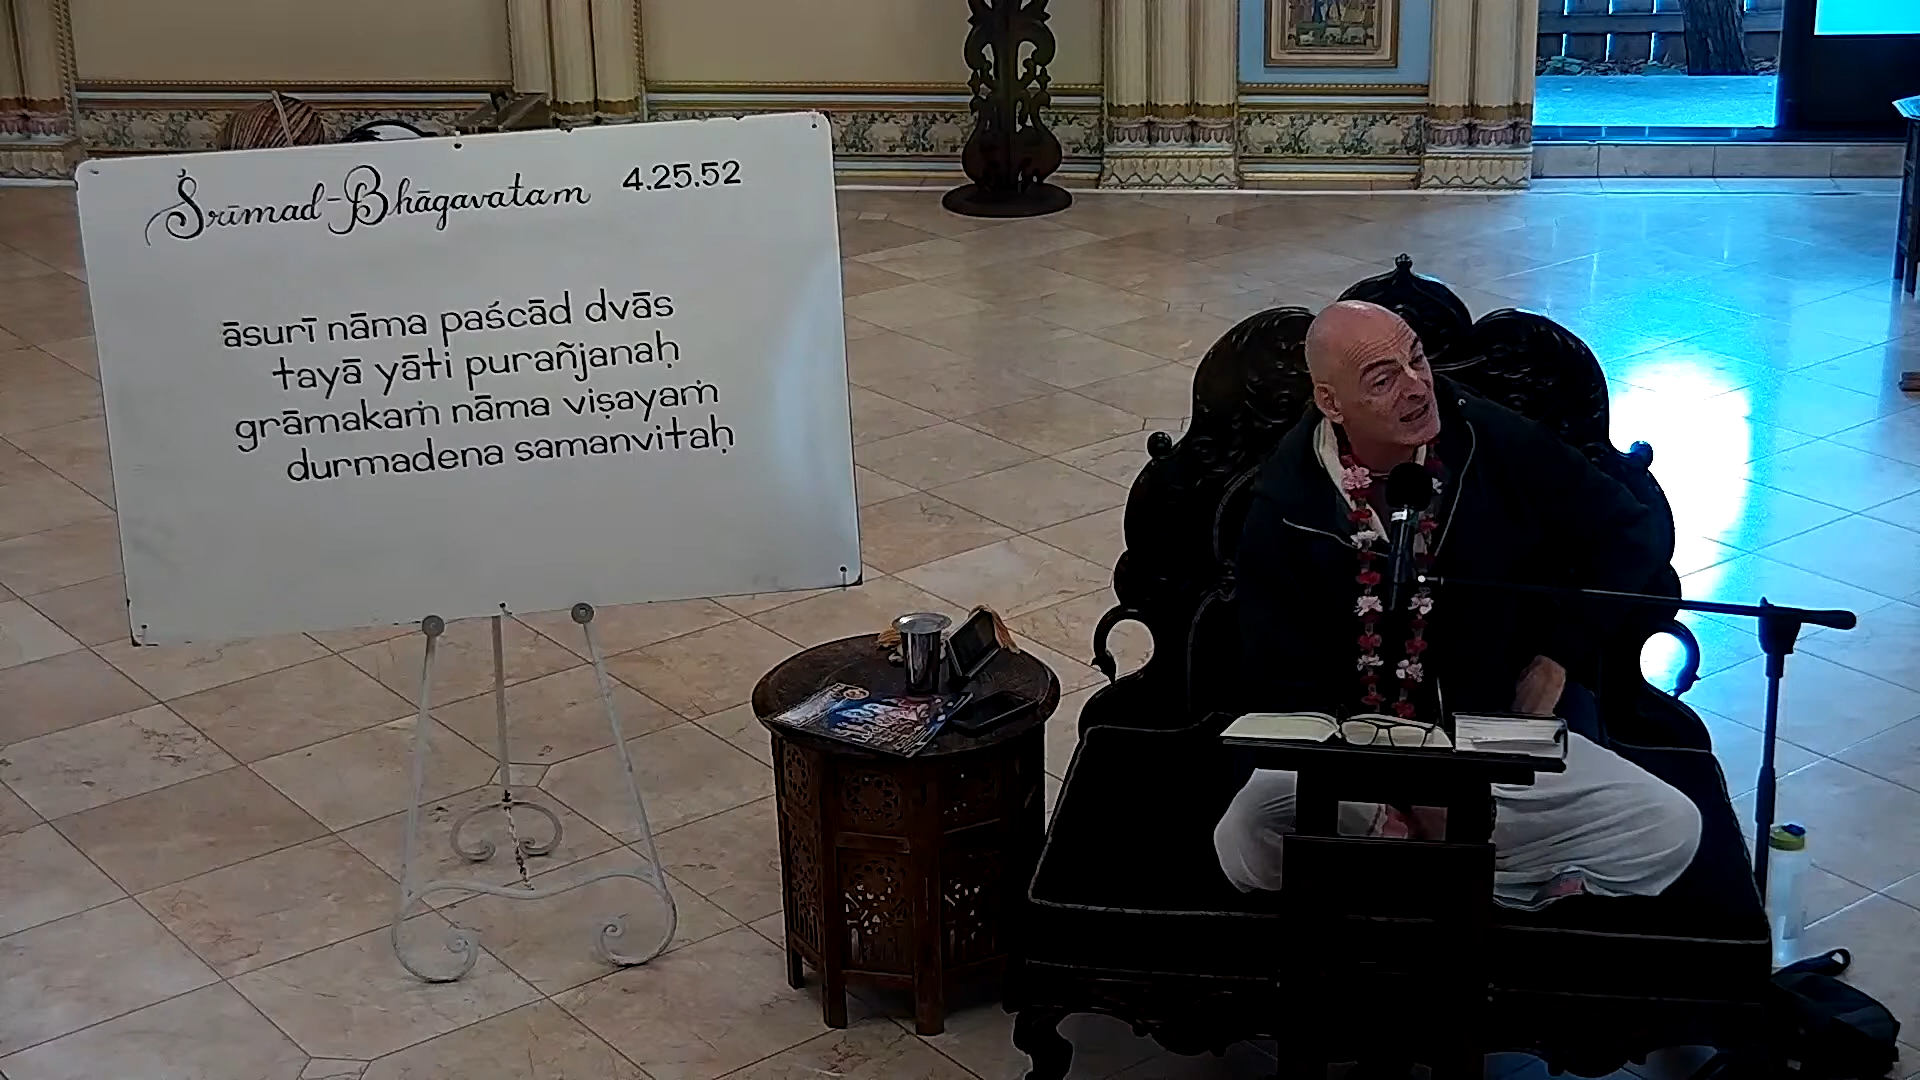 Śrīmad-Bhāgavatam 4.25.52
āsurī nāma paścād dvās
tayā yāti purañjanaḥ
grāmakaṁ nāma viṣayaṁ
durmadena samanvitaḥ